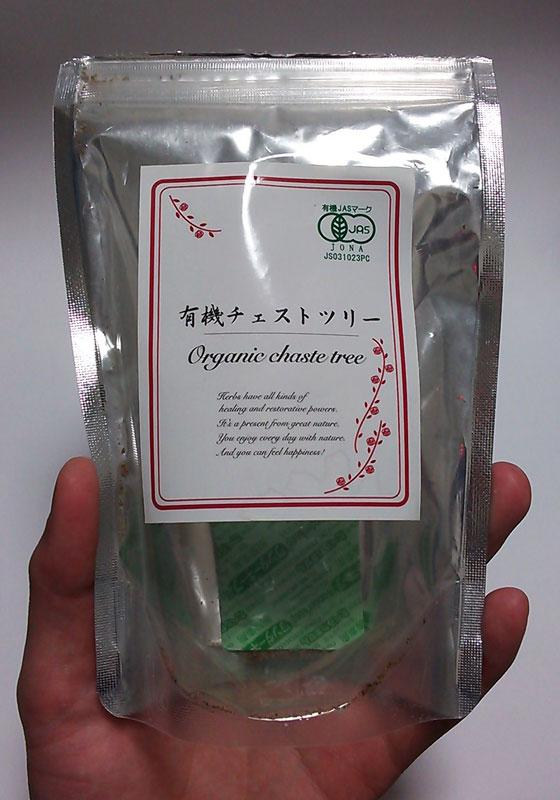 有機JASマーク
JAS
JONA
JS031023PC
有機チェストツリー
Organic chaste tree
Herbs have all kinds of
healing and restorative powers.
It's a present from great nature.
You enjoy every day with nature.
And you can feel happiness!